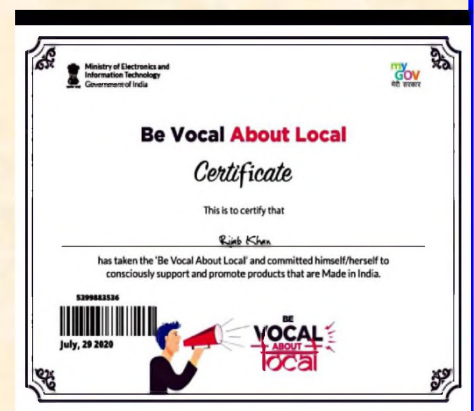 Ministry of Electronics and
Information Technology
Government of India
my
GOV
मेरी सरकार
Be Vocal About Local
Certificate
This is to certify that
Rijab Khan
has taken the 'Be Vocal About Local' and committed himself/herself to
consciously support and promote products that are Made in India.
5399883536
July, 29 2020
BE
VOCAL
ABOUT
local